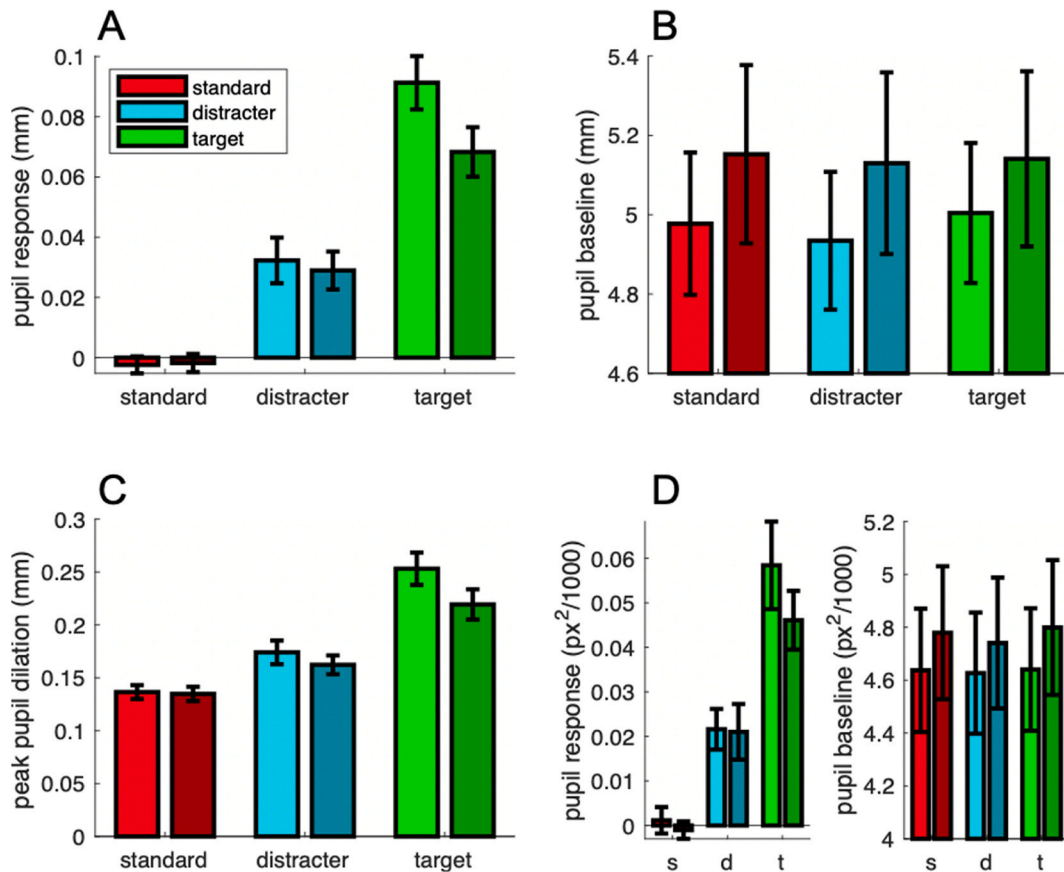 A
pupil response (mm)
0.1
0.08
0.06
0.04
0.02
0
standard
distracter
target
standard
distracter
target
B
pupil baseline (mm)
5.4
5.2
5
4.8
4.6
standard
distracter
target
C
peak pupil dilation (mm)
0.3
0.25
0.2
0.15
0.1
0.05
0
standard
distracter
target
D
pupil response (px²/1000)
0.06
0.05
0.04
0.03
0.02
0.01
0
s
d
t
pupil baseline (px²/1000)
5.2
5
4.8
4.6
4.4
4.2
4
s
d
t